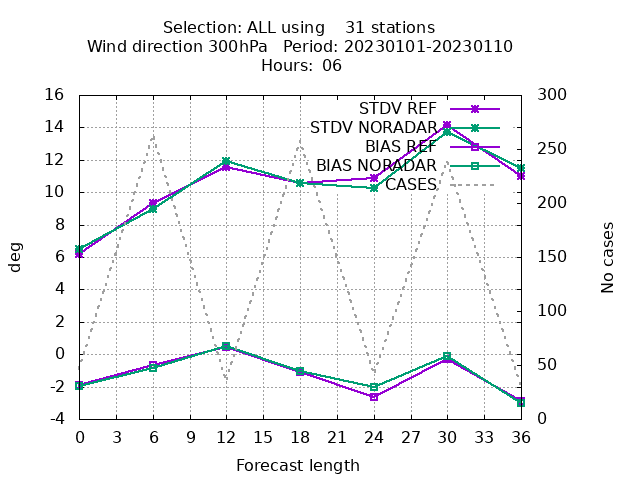 Selection: ALL using    31 stations
Wind direction 300hPa   Period: 20230101-20230110
Hours: 06
STDV REF
STDV NORADAR
BIAS REF
BIAS NORADAR
CASES
16
14
12
10
8
6
4
2
0
-2
-4
300
250
200
150
100
50
0
deg
No cases
0 3 6 9 12 15 18 21 24 27 30 33 36
Forecast length